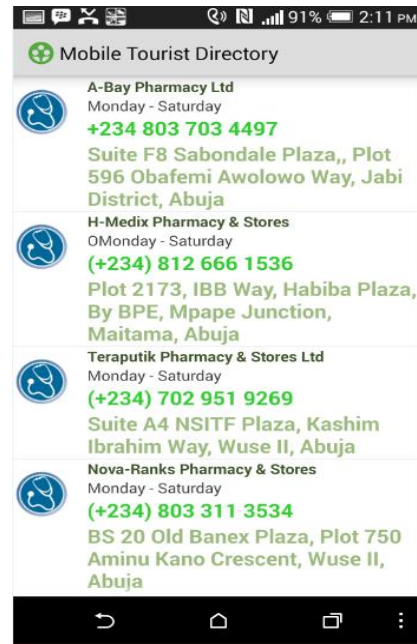 91% 2:11 PM
Mobile Tourist Directory
A-Bay Pharmacy Ltd
Monday - Saturday
+234 803 703 4497
Suite F8 Sabondale Plaza,, Plot
596 Obafemi Awolowo Way, Jabi
District, Abuja
H-Medix Pharmacy & Stores
OMonday - Saturday
(+234) 812 666 1536
Plot 2173, IBB Way, Habiba Plaza,
By BPE, Mpape Junction,
Maitama, Abuja
Teraputik Pharmacy & Stores Ltd
Monday - Saturday
(+234) 702 951 9269
Suite A4 NSITF Plaza, Kashim
Ibrahim Way, Wuse II, Abuja
Nova-Ranks Pharmacy & Stores
Monday - Saturday
(+234) 803 311 3534
BS 20 Old Banex Plaza, Plot 750
Aminu Kano Crescent, Wuse II,
Abuja